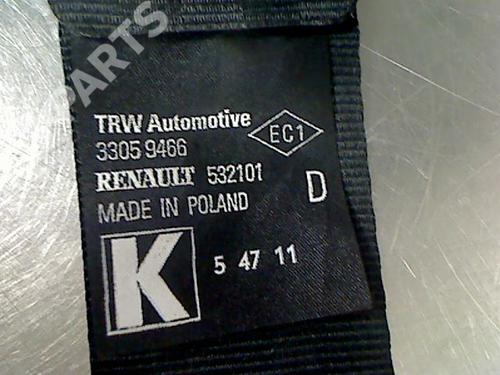 PARTS
TRW Automotive
EC1
3305 9466
RENAULT 532101
D
MADE IN POLAND
K
5 47 11